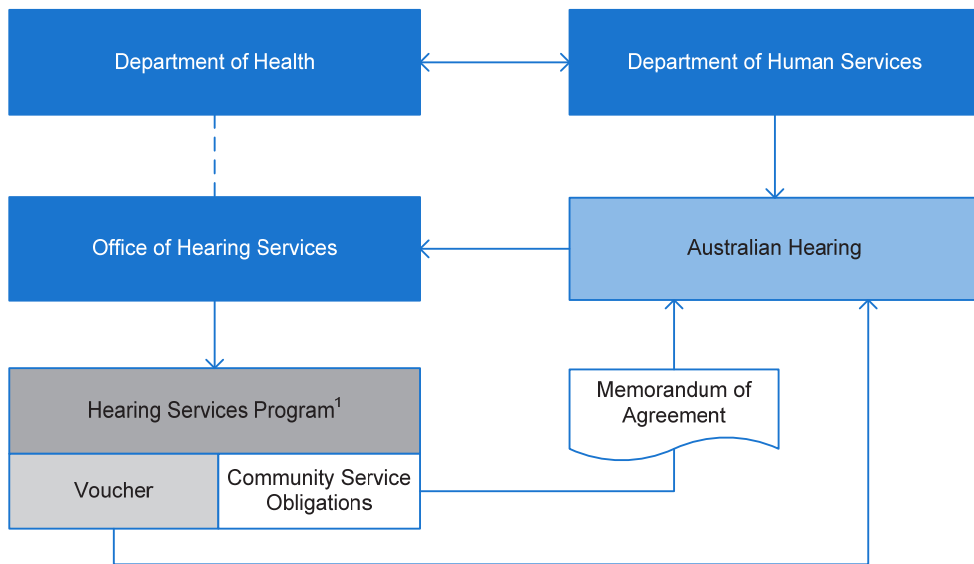 Department of Health
Department of Human Services
Office of Hearing Services
Australian Hearing
Hearing Services Program¹
Memorandum of
Agreement
Voucher
Community Service
Obligations